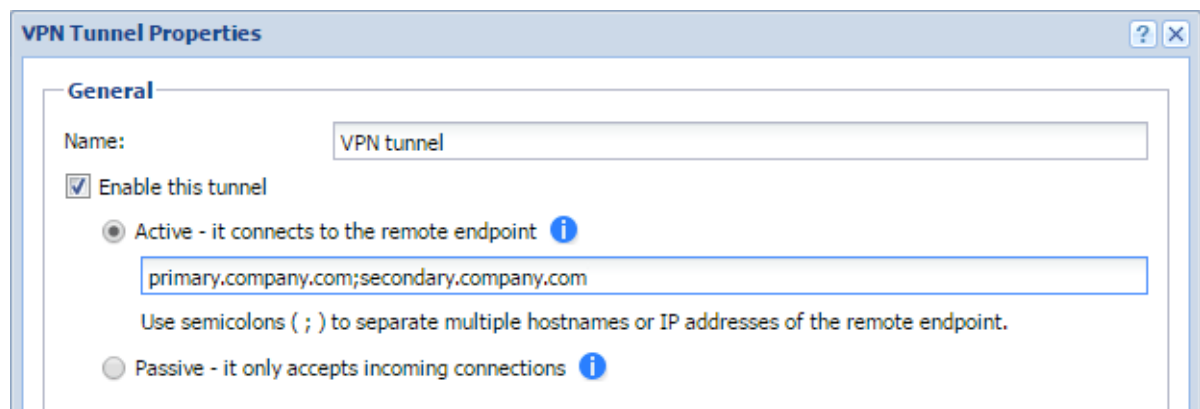 VPN Tunnel Properties
General
Name: VPN tunnel
Enable this tunnel
Active - it connects to the remote endpoint
primary.company.com;secondary.company.com
Use semicolons ( ; ) to separate multiple hostnames or IP addresses of the remote endpoint.
Passive - it only accepts incoming connections